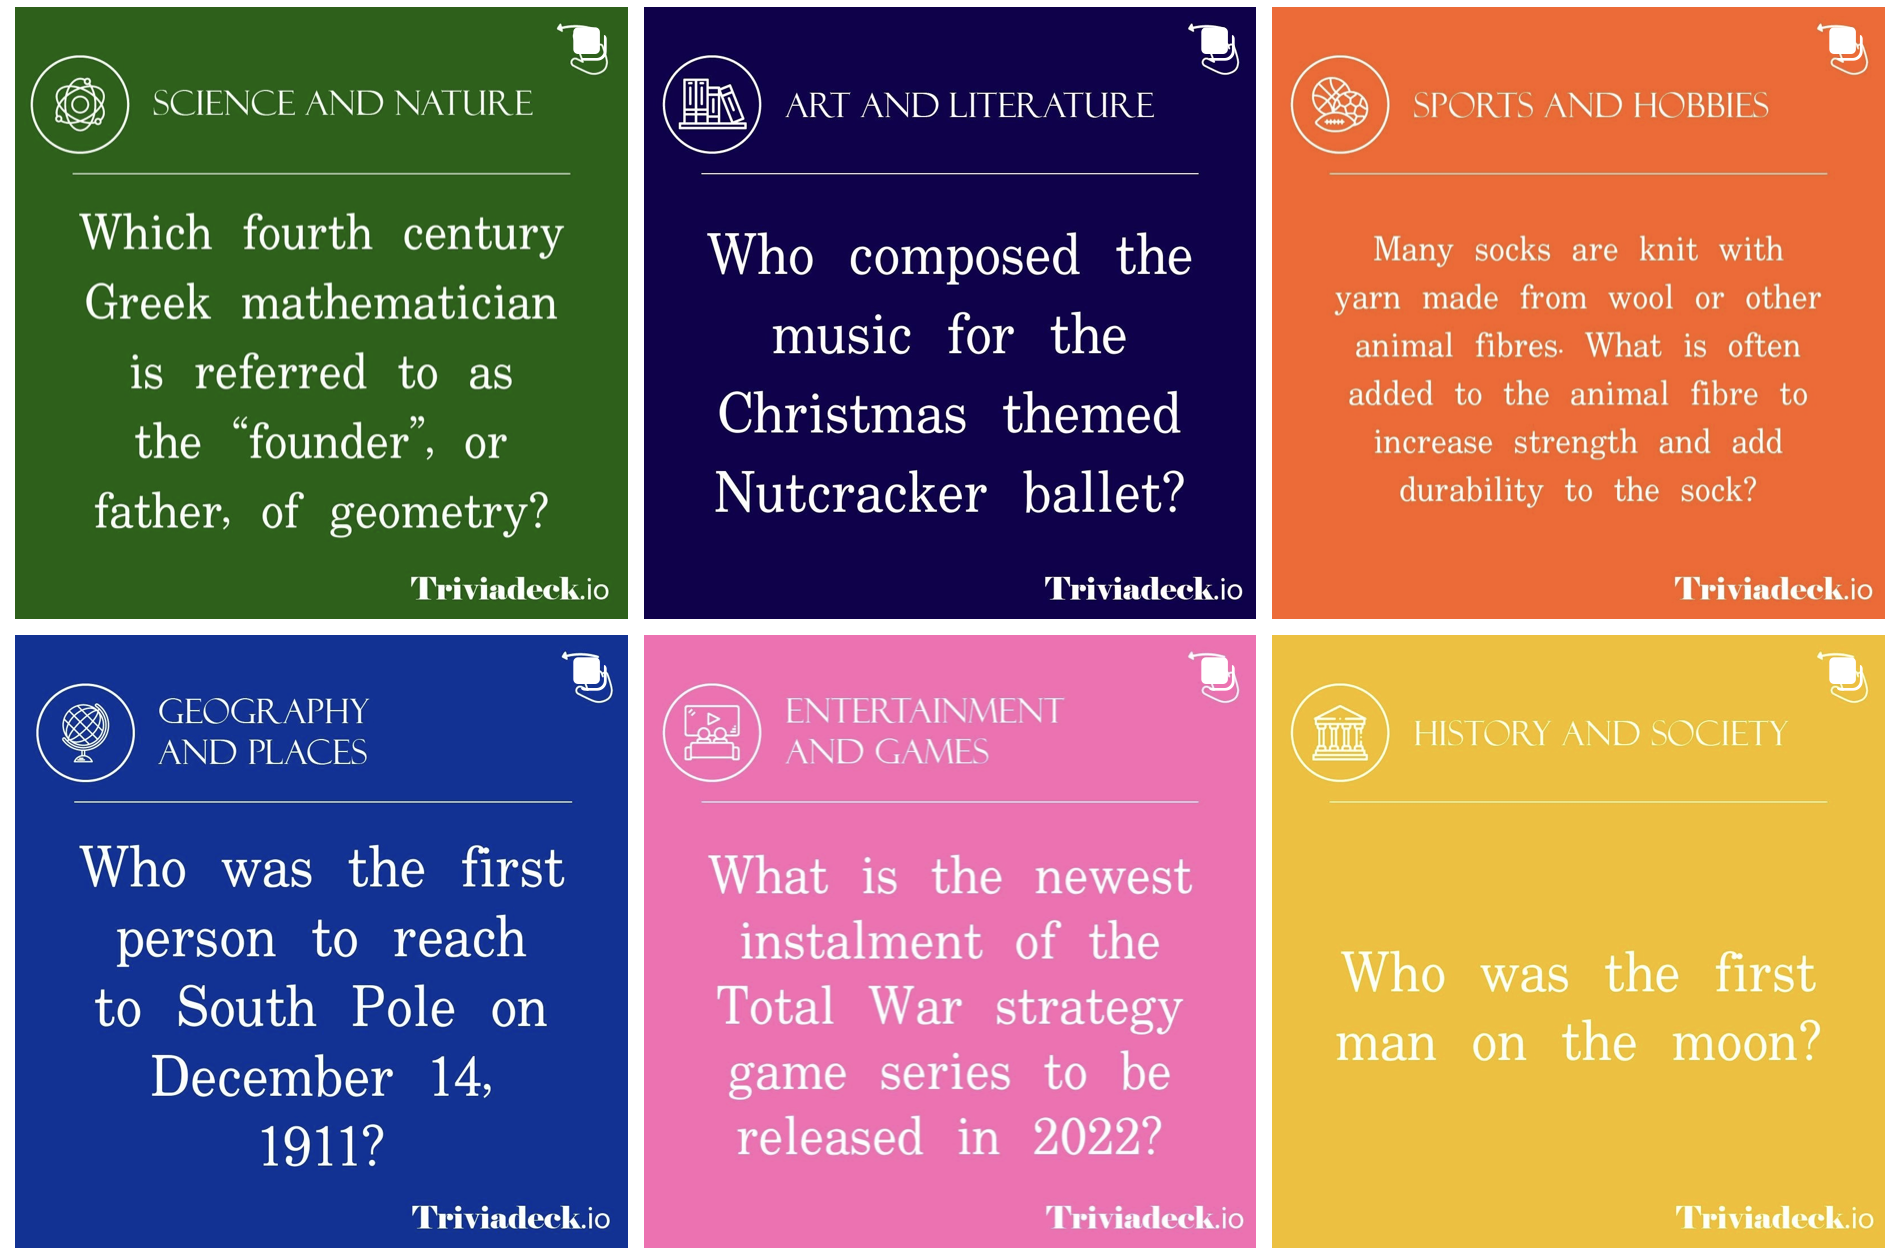 SCIENCE AND NATURE
Which fourth century
Greek mathematician
is referred to as
the “founder”, or
father, of geometry?
Triviadeck.io
ART AND LITERATURE
Who composed the
music for the
Christmas themed
Nutcracker ballet?
Triviadeck.io
SPORTS AND HOBBIES
Many socks are knit with
yarn made from wool or other
animal fibres. What is often
added to the animal fibre to
increase strength and add
durability to the sock?
Triviadeck.io
GEOGRAPHY
AND PLACES
Who was the first
person to reach
to South Pole on
December 14,
1911?
Triviadeck.io
ENTERTAINMENT
AND GAMES
What is the newest
instalment of the
Total War strategy
game series to be
released in 2022?
Triviadeck.io
HISTORY AND SOCIETY
Who was the first
man on the moon?
Triviadeck.io